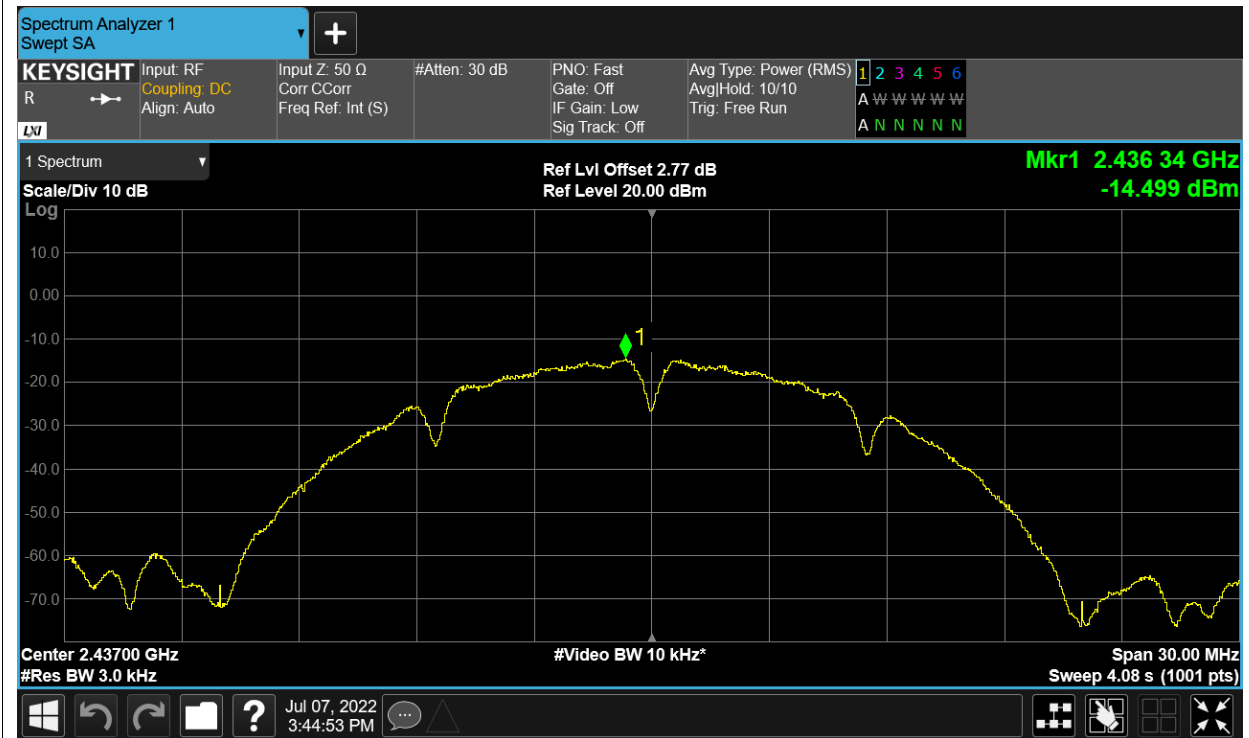 Spectrum Analyzer 1
Swept SA
+
KEYSIGHT
R
LXI
Input: RF
Coupling: DC
Align: Auto
Input Z: 50 Ω
Corr CCorr
Freq Ref: Int (S)
#Atten: 30 dB
PNO: Fast
Gate: Off
IF Gain: Low
Sig Track: Off
Avg Type: Power (RMS)
Avg|Hold: 10/10
Trig: Free Run
1 2 3 4 5 6
A W W W W W
A N N N N N
1 Spectrum
Scale/Div 10 dB
Ref Lvl Offset 2.77 dB
Ref Level 20.00 dBm
Mkr1 2.436 34 GHz
-14.499 dBm
Log
10.0
0.00
-10.0
-20.0
-30.0
-40.0
-50.0
-60.0
-70.0
1
Center 2.43700 GHz
#Res BW 3.0 kHz
#Video BW 10 kHz*
Span 30.00 MHz
Sweep 4.08 s (1001 pts)
?
Jul 07, 2022
3:44:53 PM